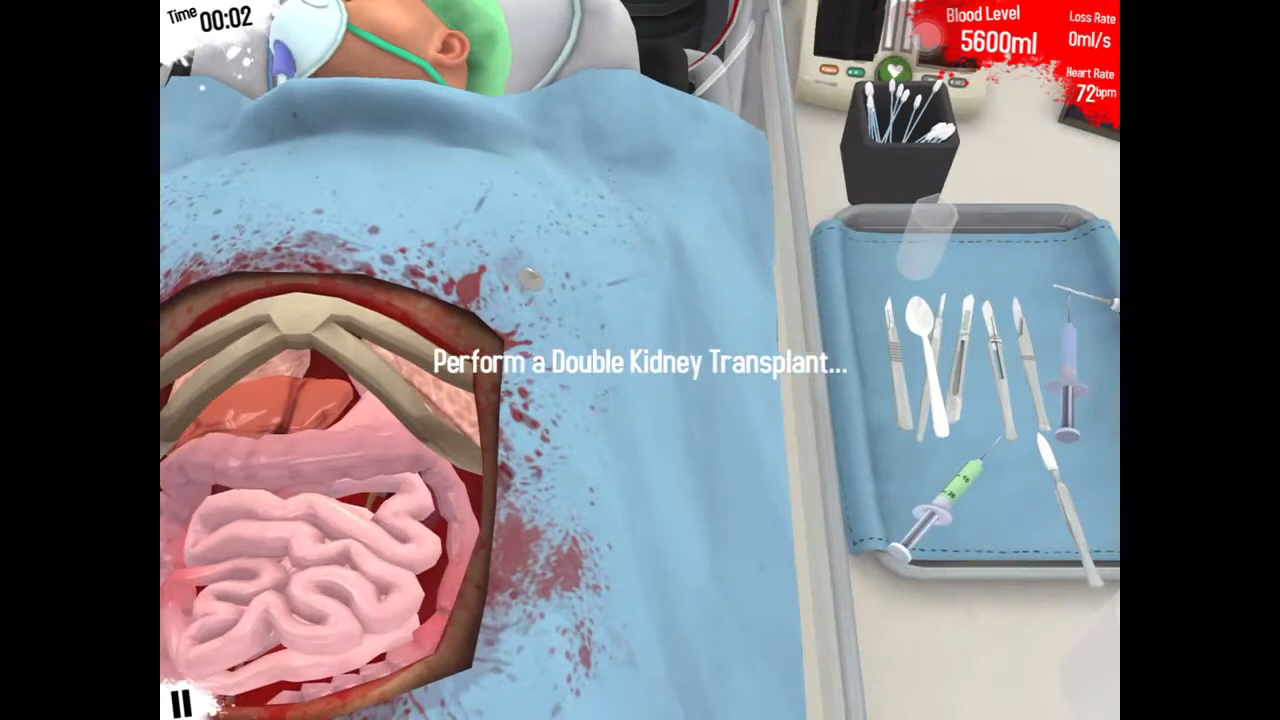 Time 00:02
Blood Level
5600ml
Loss Rate
0ml/s
Heart Rate
72bpm
Perform a Double Kidney Transplant...